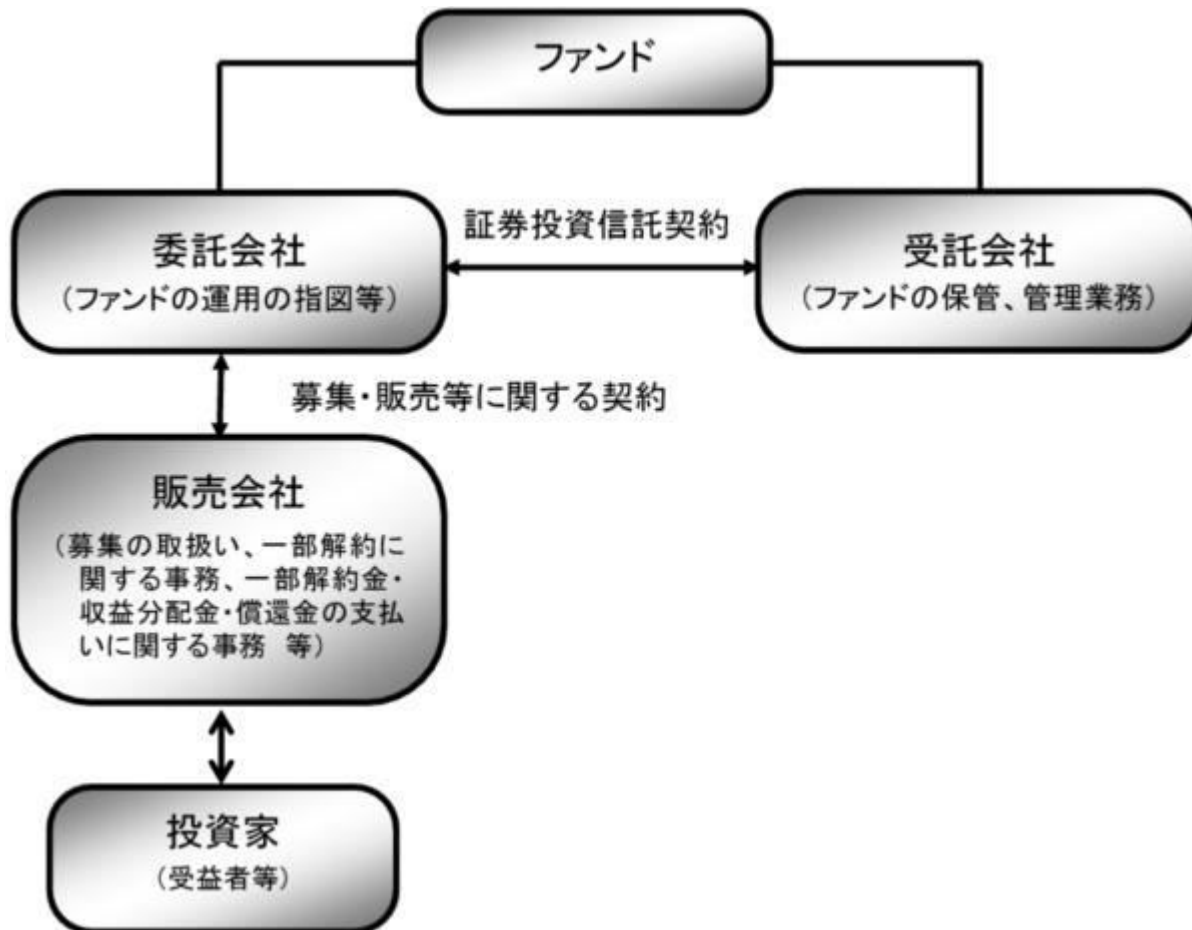 ファンド
委託会社
（ファンドの運用の指図等）
証券投資信託契約
受託会社
（ファンドの保管、管理業務）
募集・販売等に関する契約
販売会社
（募集の取扱い、一部解約に
関する事務、一部解約金・
収益分配金・償還金の支払
いに関する事務　等）
投資家
（受益者等）